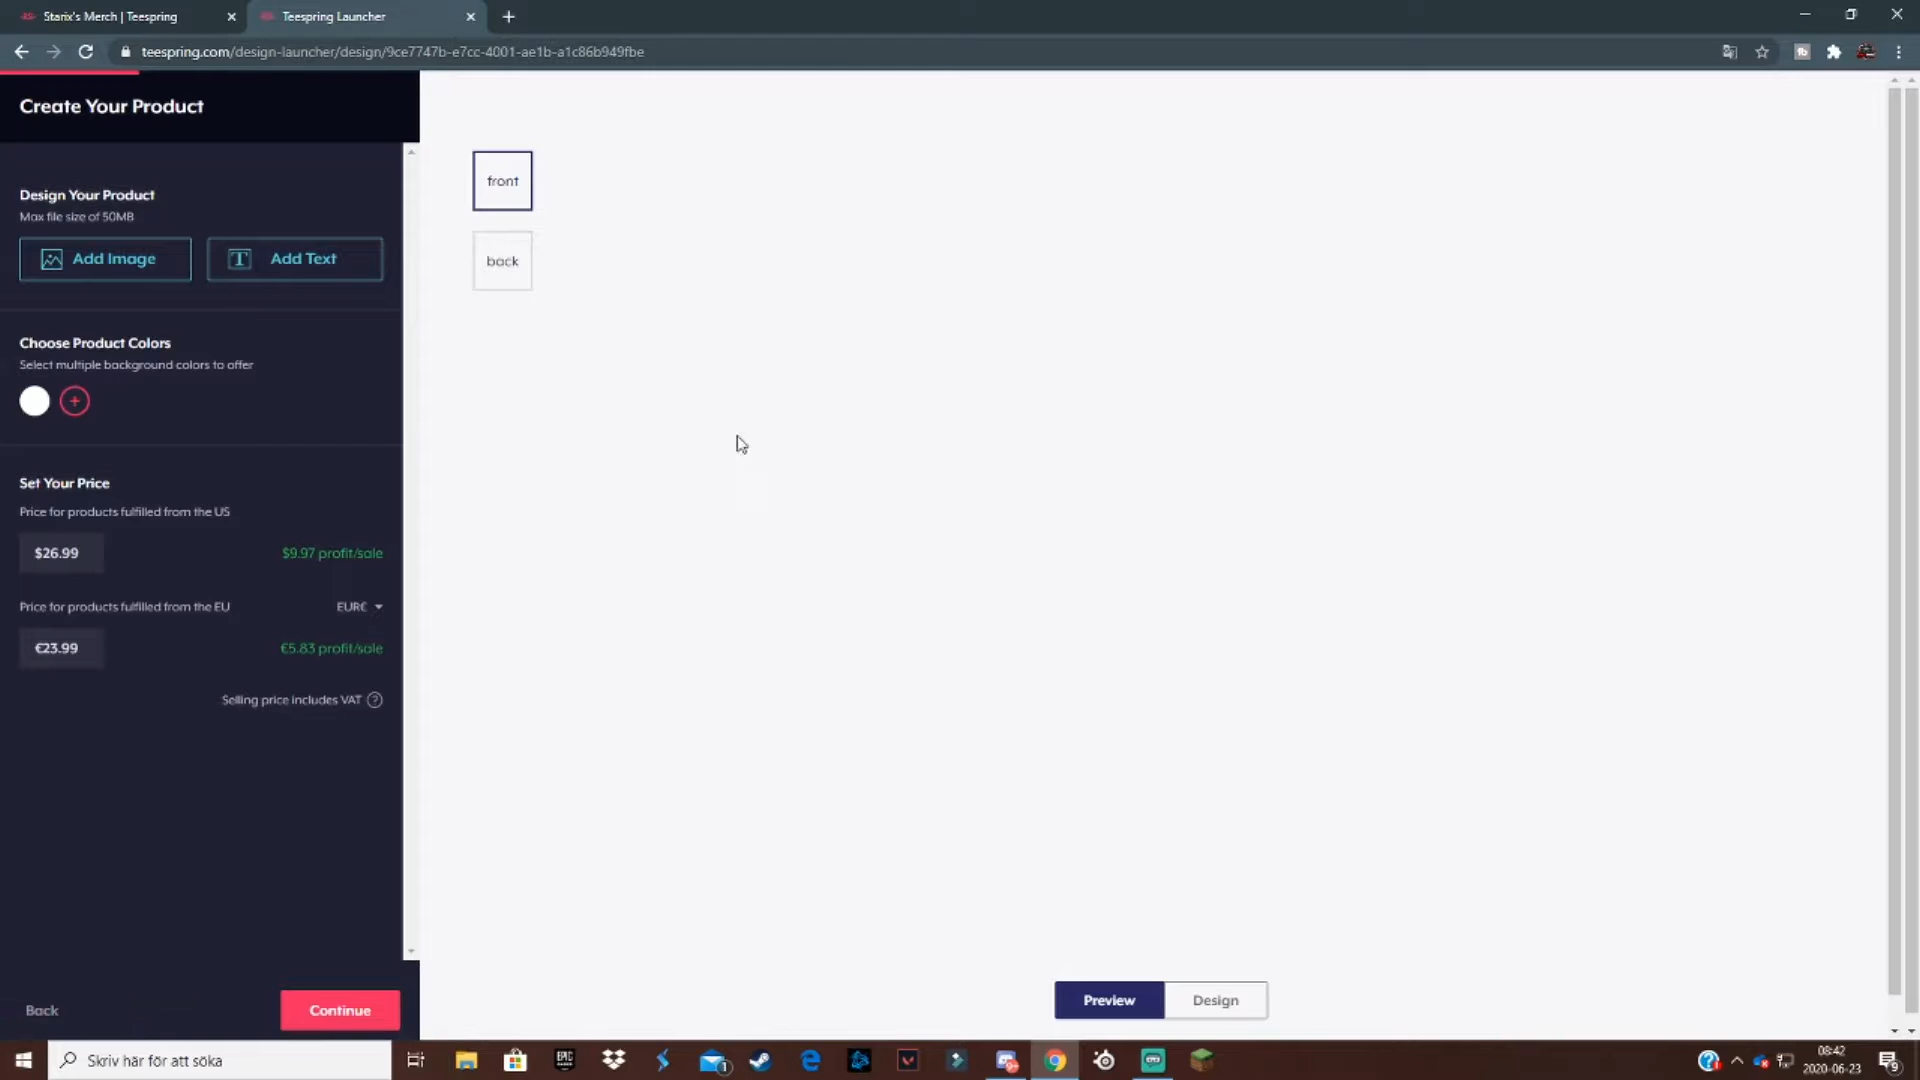 Starix's Merch | Teespring
Teespring Launcher
teespring.com/design-launcher/design/9ce7747b-e7cc-4001-ae1b-a1c86b949fbe
Create Your Product
front
Design Your Product
Max file size of 50MB
Add Image
Add Text
back
Choose Product Colors
Select multiple background colors to offer
Set Your Price
Price for products fulfilled from the US
$26.99
$9.97 profit/sale
Price for products fulfilled from the EU
EUR€
€23.99
€5.83 profit/sale
Selling price includes VAT
Back
Continue
Preview
Design
Skriv här för att söka
EPIC
GAMES
1
08:42
2020-06-23
9